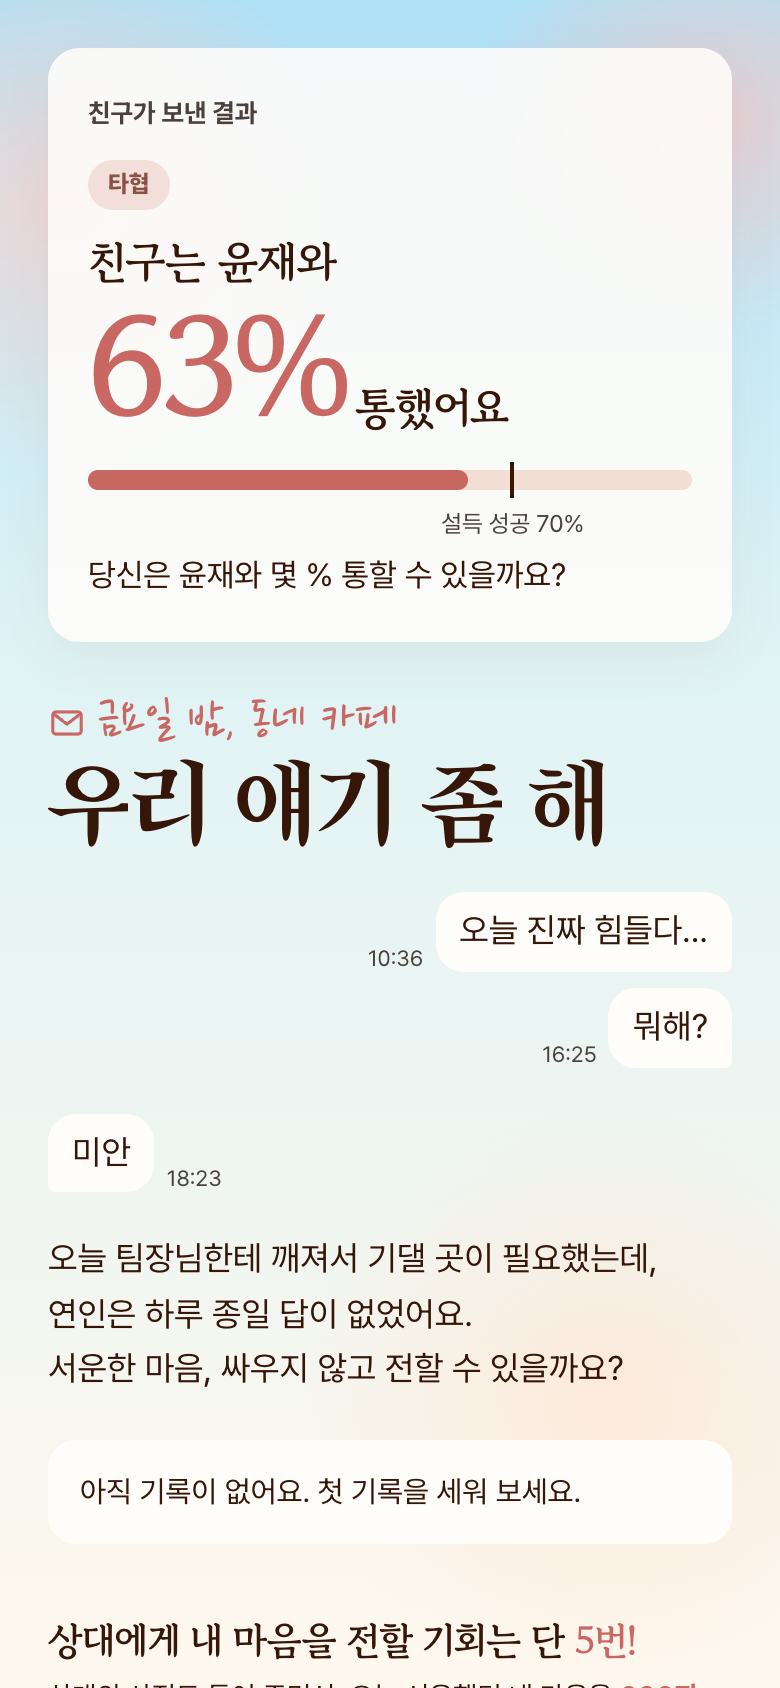 친구가 보낸 결과
타협
친구는 윤재와
63% 통했어요
설득 성공 70%
당신은 윤재와 몇 % 통할 수 있을까요?
금요일 밤, 동네 카페
우리 얘기 좀 해
오늘 진짜 힘들다...
10:36
뭐해?
16:25
미안
18:23
오늘 팀장님한테 깨져서 기댈 곳이 필요했는데,
연인은 하루 종일 답이 없었어요.
서운한 마음, 싸우지 않고 전할 수 있을까요?
아직 기록이 없어요. 첫 기록을 세워 보세요.
상대에게 내 마음을 전할 기회는 단 5번!